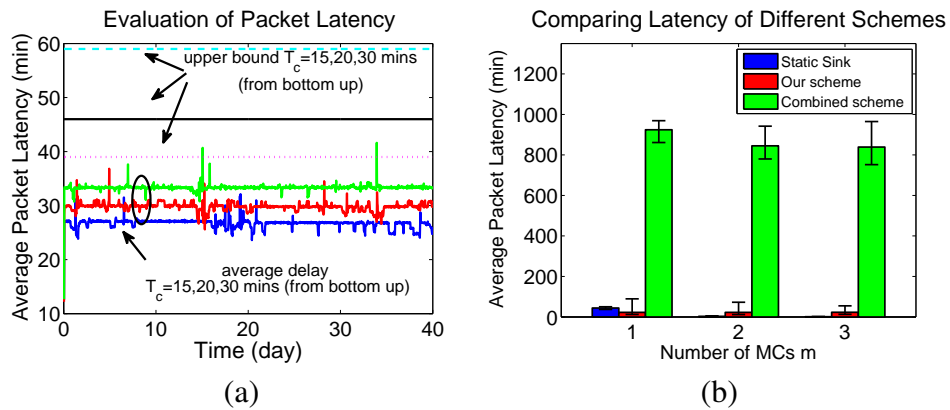 Evaluation of Packet Latency
Average Packet Latency (min)
60
50
40
30
20
10
upper bound T_c=15,20,30 mins
(from bottom up)
average delay
T_c=15,20,30 mins (from bottom up)
0 10 20 30 40
Time (day)
(a)
Comparing Latency of Different Schemes
Average Packet Latency
(min)
1200
1000
800
600
400
200
0
Static Sink
Our scheme
Combined scheme
1 2 3
Number of MCs m
(b)